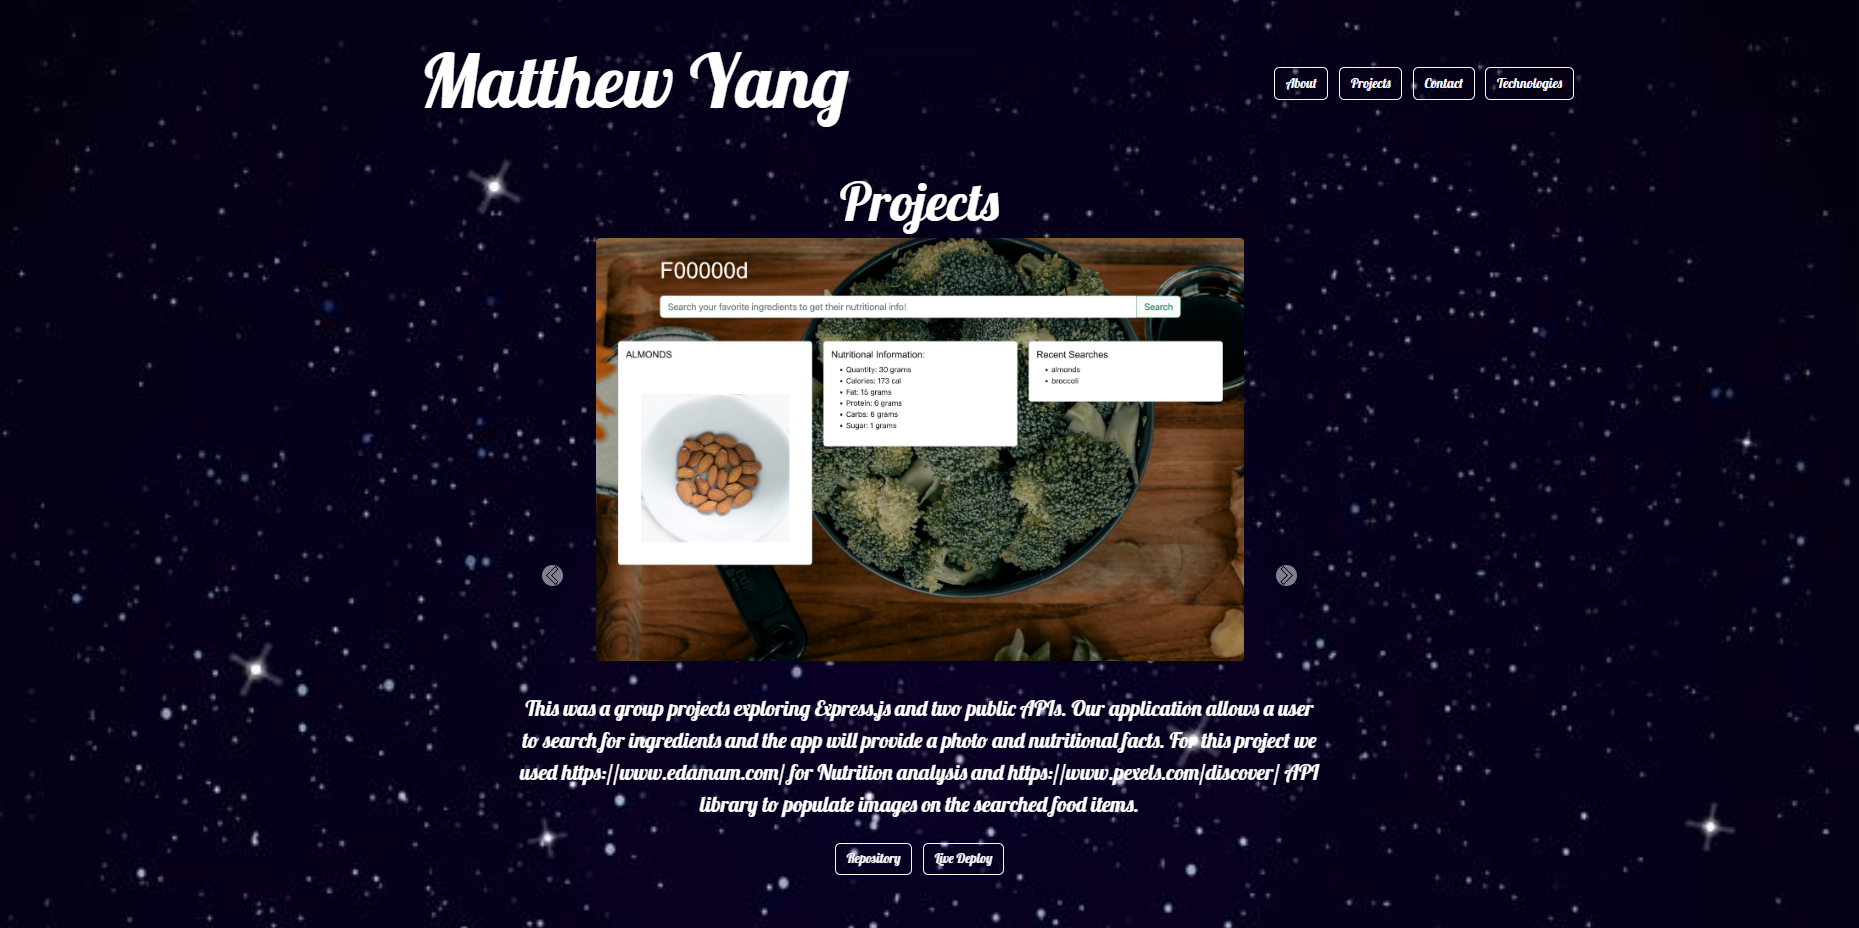 Matthew Yang
About
Projects
Contact
Technologies
Projects
F00000d
Search your favorite ingredients to get their nutritional info!
Search
ALMONDS
Nutritional Information:
• Quantity: 30 grams
• Calories: 173 cal
• Fat: 15 grams
• Protein: 6 grams
• Carbs: 6 grams
• Sugar: 1 grams
Recent Searches
• almonds
• broccoli
This was a group projects exploring Express.js and two public APIs. Our application allows a user
to search for ingredients and the app will provide a photo and nutritional facts. For this project we
used https://www.edamam.com/ for Nutrition analysis and https://www.pexels.com/discover/ API
library to populate images on the searched food items.
Repository
Live Deploy